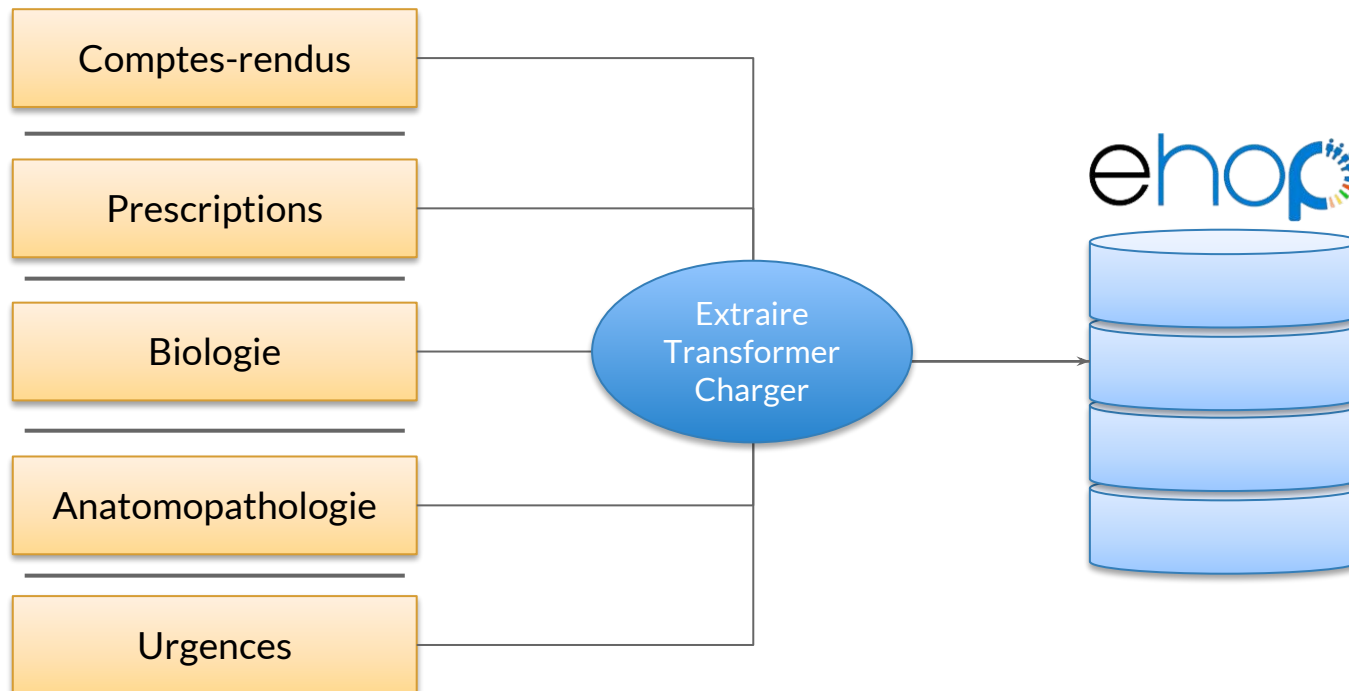 Comptes-rendus
Prescriptions
Biologie
Anatomopathologie
Urgences
Extraire
Transformer
Charger
ehop